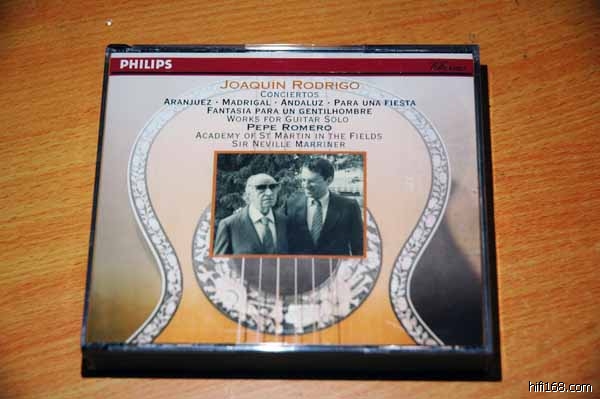 PHILIPS
JOAQUÍN RODRIGO
CONCIERTOS
ARANJUEZ · MADRIGAL · ANDALUZ · PARA UNA FIESTA
FANTASIA PARA UN GENTILHOMBRE
WORKS FOR GUITAR SOLO
PEPE ROMERO
ACADEMY OF ST MARTIN IN THE FIELDS
SIR NEVILLE MARRINER
hifi168.com